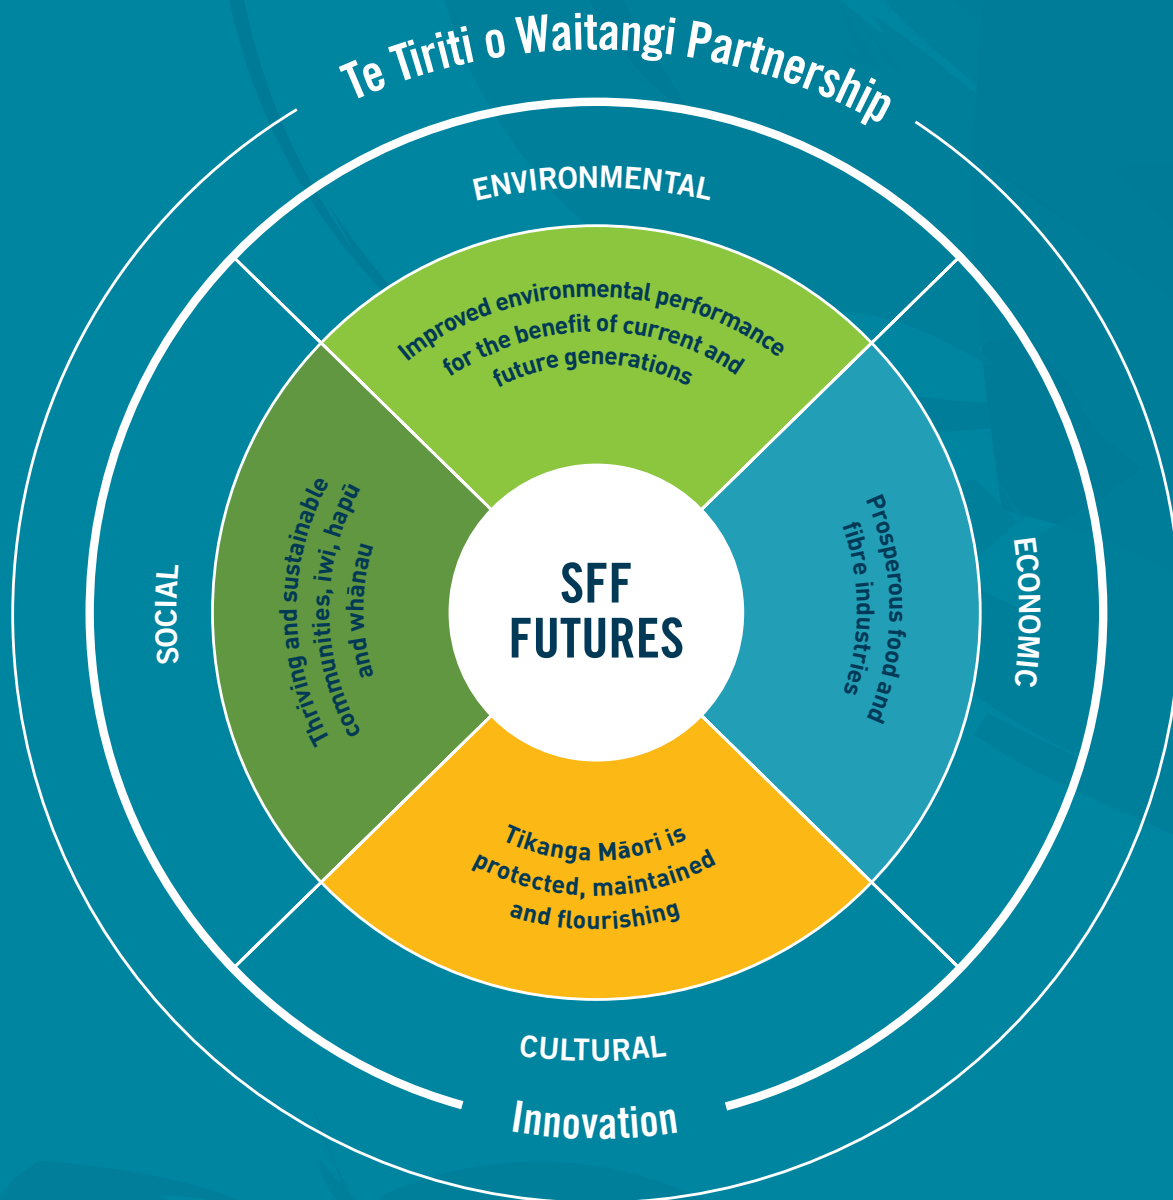 Te Tiriti o Waitangi Partnership
ENVIRONMENTAL
Improved environmental performance
for the benefit of current and
future generations
SOCIAL
Thriving and sustainable
communities, iwi, hapū
and whānau
SFF
FUTURES
Prosperous food and
fibre industries
ECONOMIC
Tikanga Māori is
protected, maintained
and flourishing
CULTURAL
Innovation